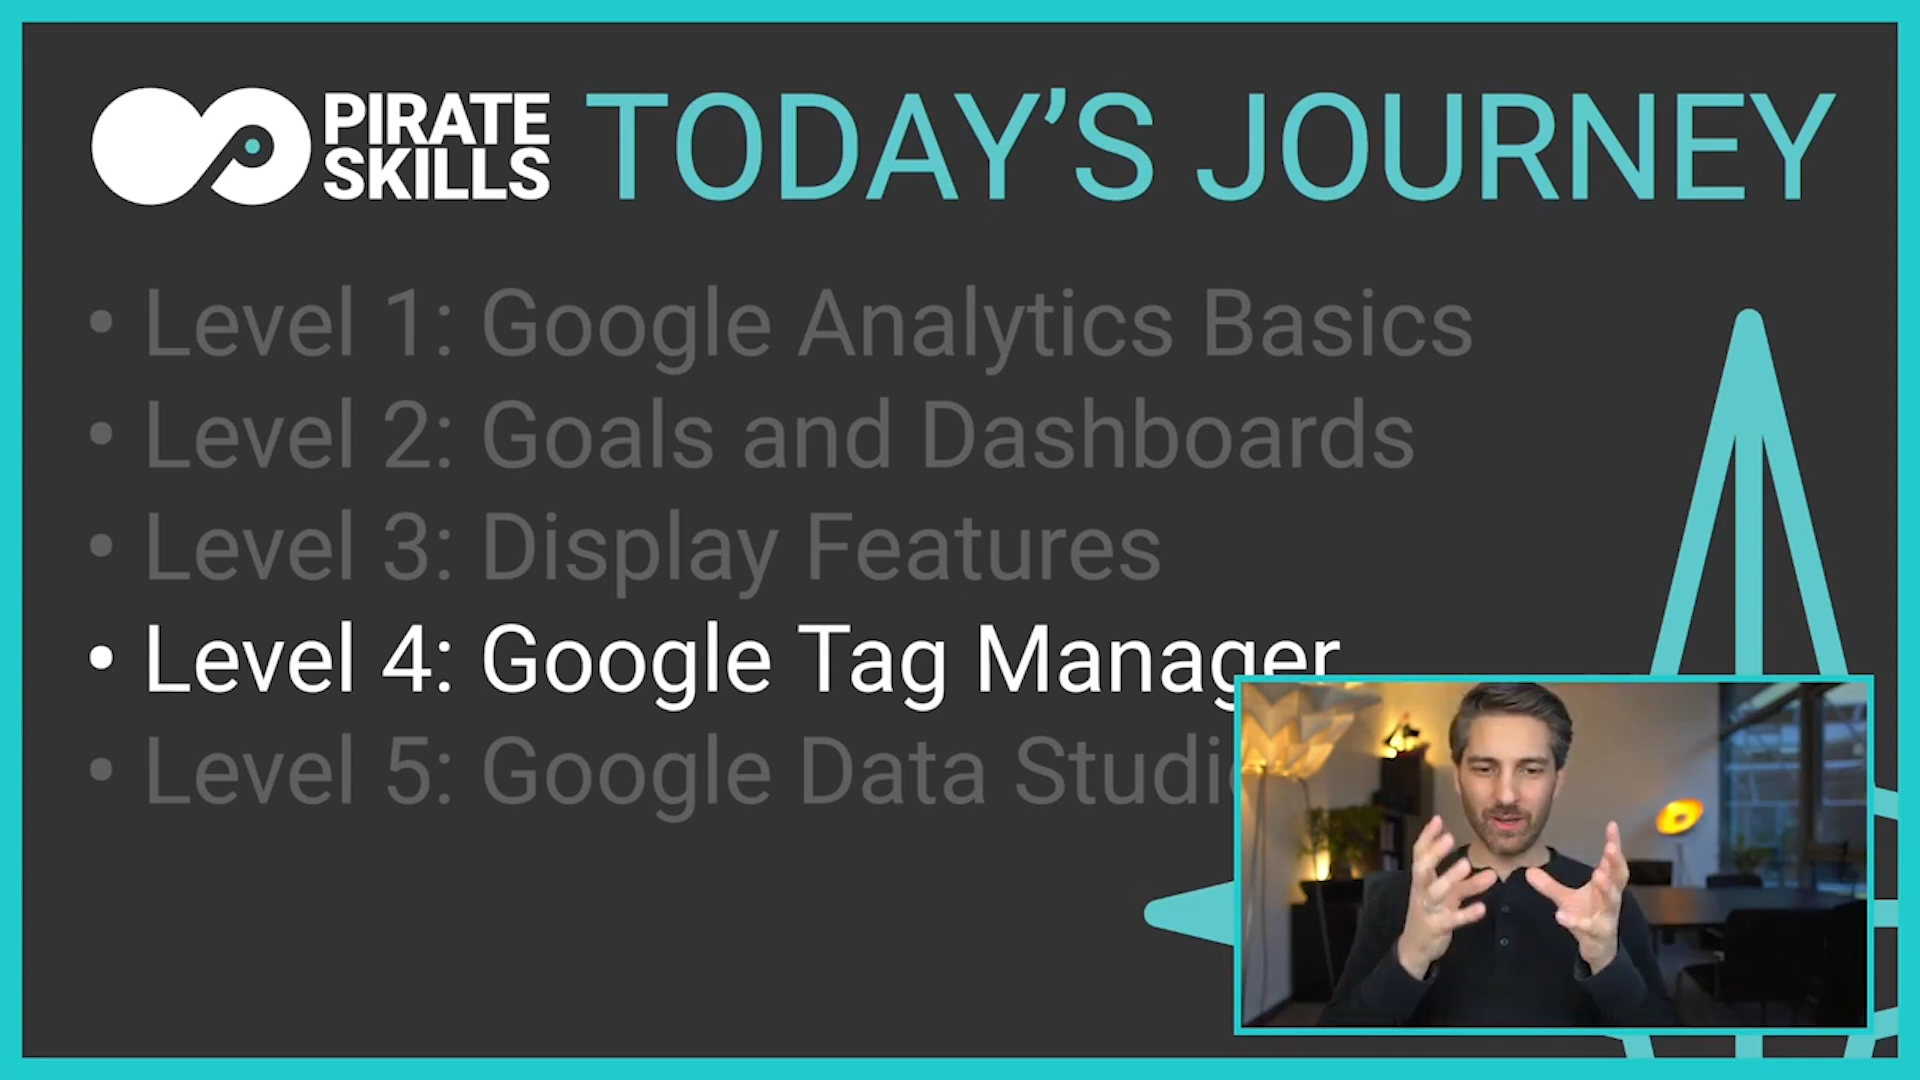 PIRATE SKILLS
TODAY’S JOURNEY
• Level 1: Google Analytics Basics
• Level 2: Goals and Dashboards
• Level 3: Display Features
• Level 4: Google Tag Manager
• Level 5: Google Data